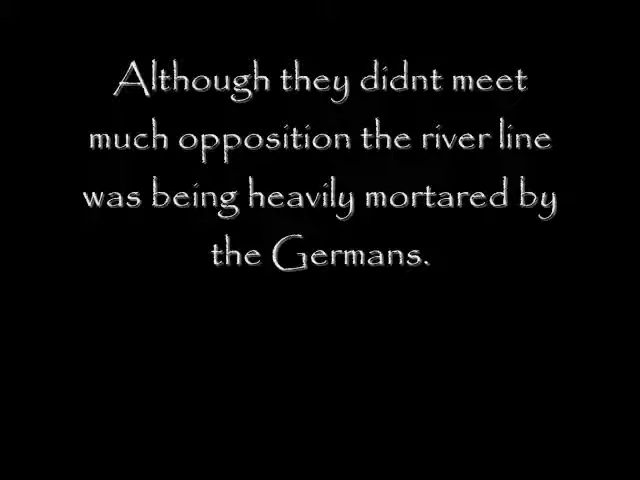 Although they didnt meet
much opposition the river line
was being heavily mortared by
the Germans.